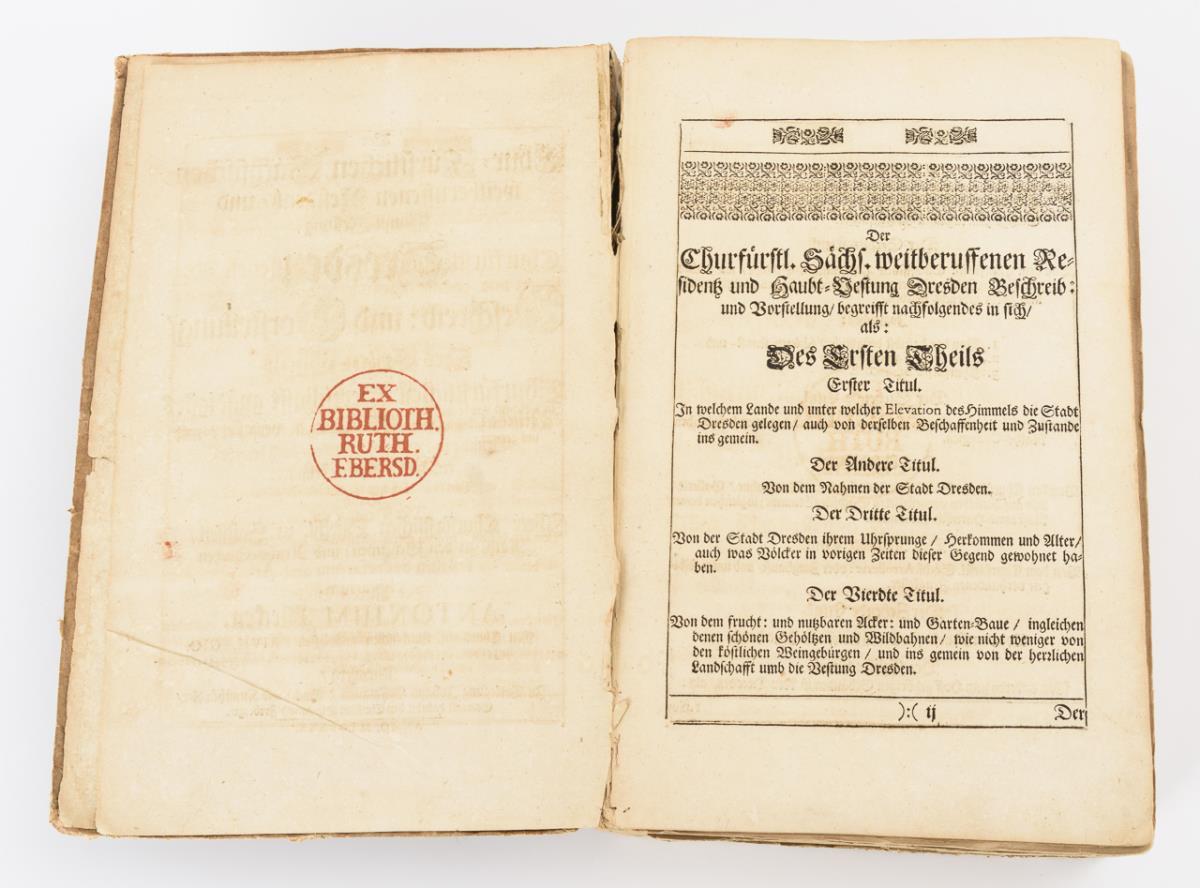 EX
BIBLIOTH.
RUTH.
EBERSD.
Der
Churfürstl. Sächs. weitberuffenen Re-
sidentz und Haubt-Vestung Dresden Beschreib:
und Vorstellung/ begreifft nachfolgendes in sich/
als:
Des Ersten Theils
Erster Titul.
In welchem Lande und unter welcher Elevation des Himmels die Stadt
Dresden gelegen/ auch von derselben Beschaffenheit und Zustande
ins gemein.
Der Andere Titul.
Von dem Nahmen der Stadt Dresden.
Der Dritte Titul.
Von der Stadt Dresden ihrem Uhrsprunge/ Herkommen und Alter/
auch was Völcker in vorigen Zeiten dieser Gegend gewohnet ha-
ben.
Der Vierdte Titul.
Von dem frucht: und nutzbaren Acker: und Garten-Baue/ ingleichen
denen schönen Gehöltzen und Wildbahnen/ wie nicht weniger von
den köstlichen Weingebürgen/ und ins gemein von der herrlichen
Landschafft umb die Vestung Dresden.
):( ij Der